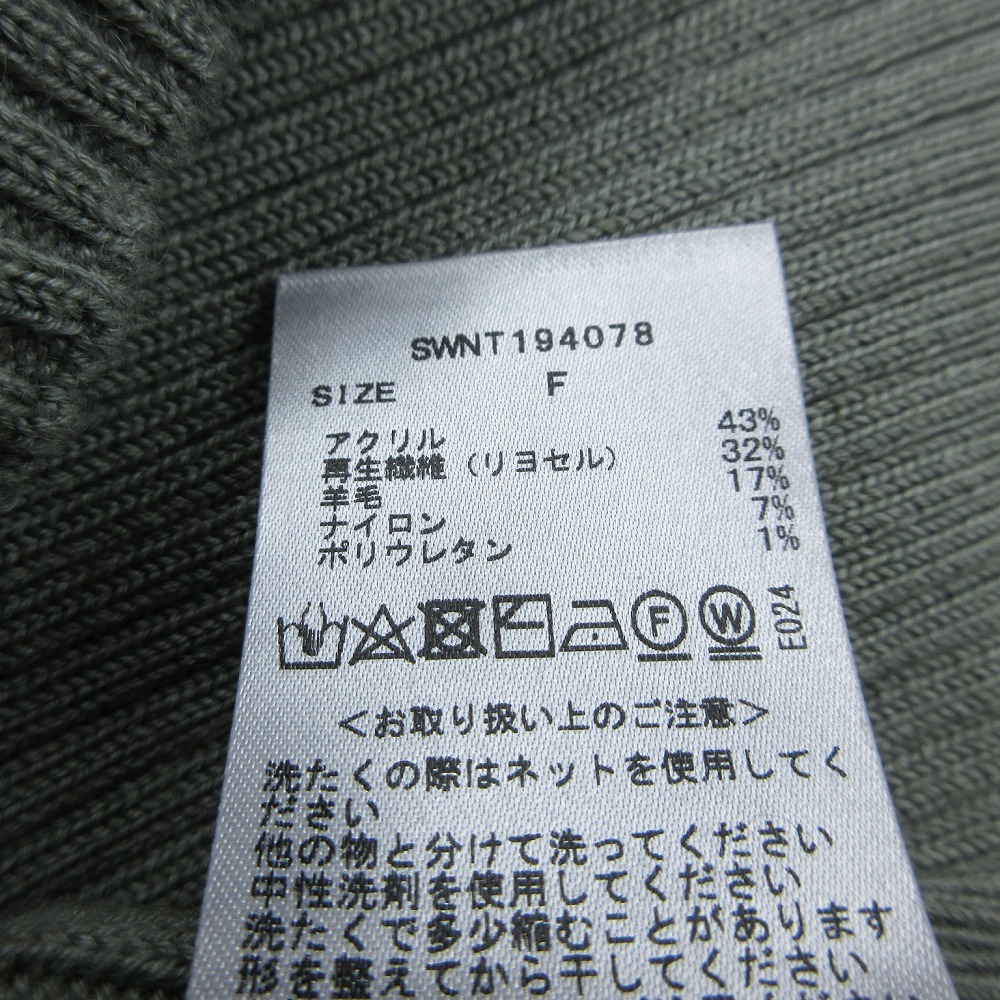 SWNT194078
SIZE F
アクリル 43%
再生繊維（リヨセル） 32%
羊毛 17%
ナイロン 7%
ポリウレタン 1%
F W E024
＜お取り扱い上のご注意＞
洗たくの際はネットを使用してく
ださい
他の物と分けて洗ってください
中性洗剤を使用してください
洗たくで多少縮むことがあります
形を整えてから干してください